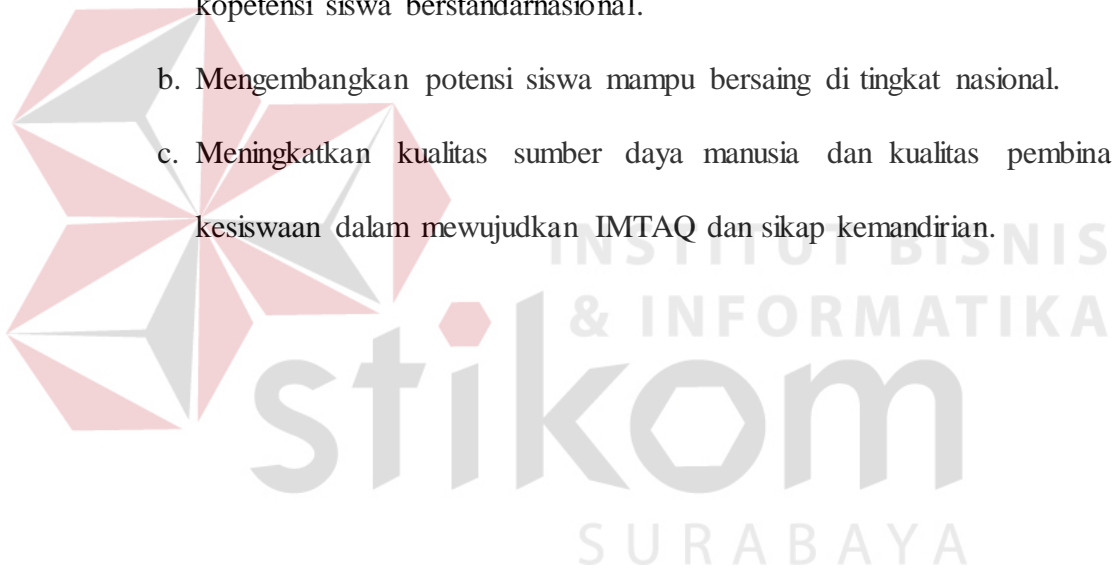 kopetensi siswa berstandarnasional.
b. Mengembangkan potensi siswa mampu bersaing di tingkat nasional.
c. Meningkatkan kualitas sumber daya manusia dan kualitas pembina
kesiswaan dalam mewujudkan IMTAQ dan sikap kemandirian.
INSTITUT BISNIS
& INFORMATIKA
stikom
SURABAYA